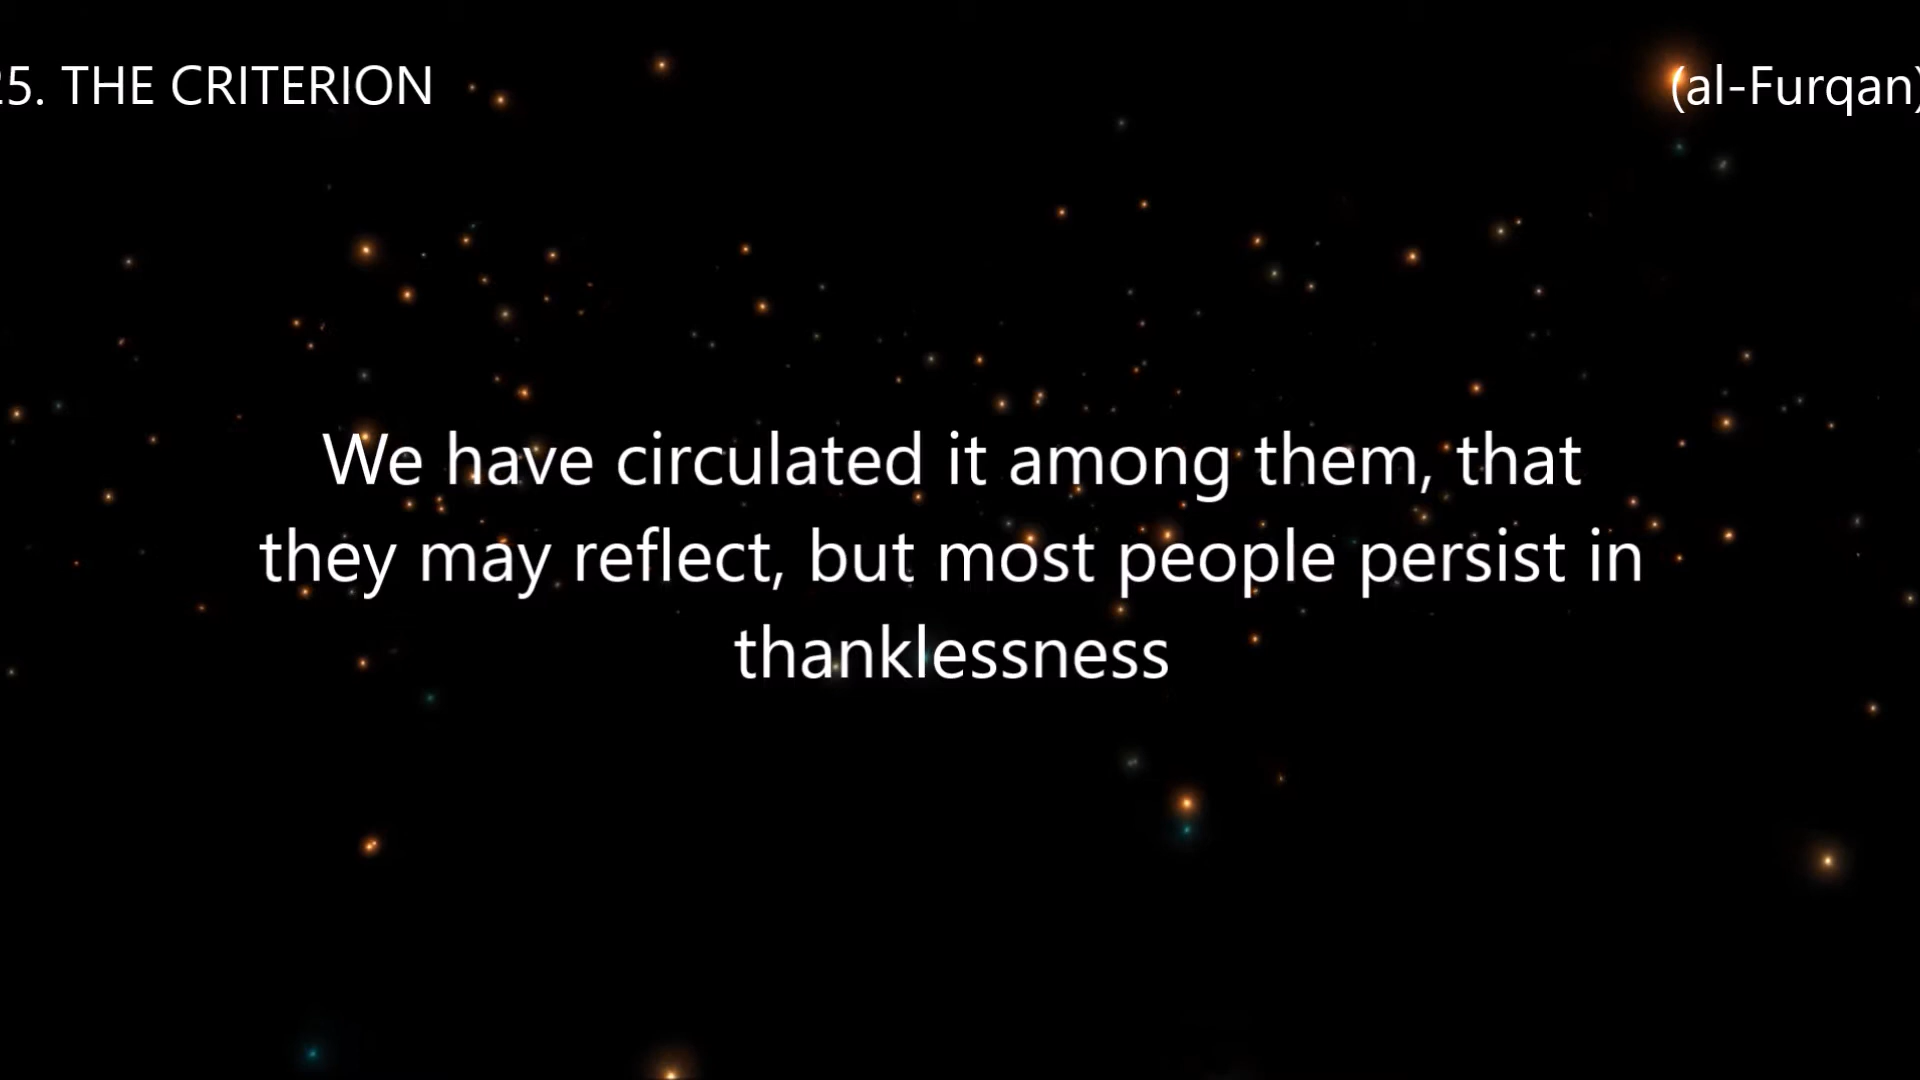 25. THE CRITERION
(al-Furqan)
We have circulated it among them, that
they may reflect, but most people persist in
thanklessness